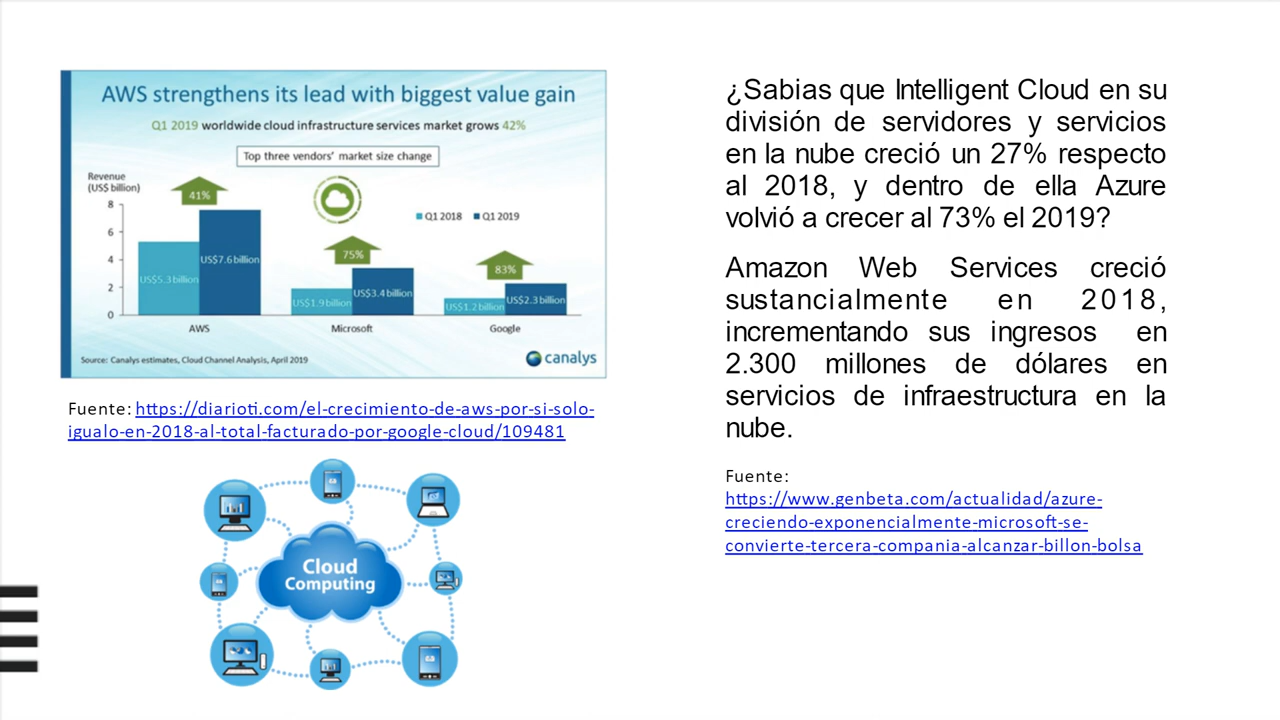 AWS strengthens its lead with biggest value gain
Q1 2019 worldwide cloud infrastructure services market grows 42%
Top three vendors' market size change
Revenue
(US$ billion)
8
6
4
2
0
41%
75%
83%
Q1 2018
Q1 2019
US$5.3 billion
US$7.6 billion
US$1.9 billion
US$3.4 billion
US$1.2 billion
US$2.3 billion
AWS
Microsoft
Google
Source: Canalys estimates, Cloud Channel Analysis, April 2019
canalys
Fuente: https://diarioti.com/el-crecimiento-de-aws-por-si-solo-
igualo-en-2018-al-total-facturado-por-google-cloud/109481
Cloud
Computing
¿Sabias que Intelligent Cloud en su
división de servidores y servicios
en la nube creció un 27% respecto
al 2018, y dentro de ella Azure
volvió a crecer al 73% el 2019?
Amazon Web Services creció
sustancialmente en 2018,
incrementando sus ingresos en
2.300 millones de dólares en
servicios de infraestructura en la
nube.
Fuente:
https://www.genbeta.com/actualidad/azure-
creciendo-exponencialmente-microsoft-se-
convierte-tercera-compania-alcanzar-billon-bolsa